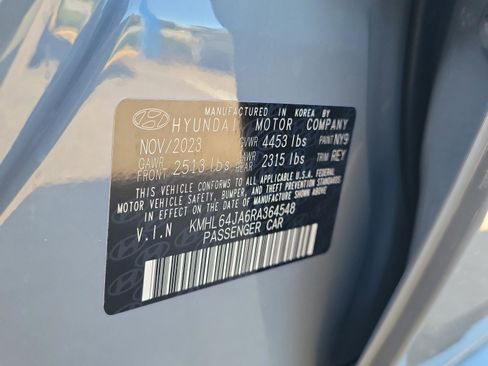 MANUFACTURED IN KOREA BY
HYUNDAI MOTOR COMPANY
NOV/2023 GVWR 4453 lbs PAINT NY9
GAWR FRONT 2513 lbs GAWR REAR 2315 lbs TRIM REY
THIS VEHICLE CONFORMS TO ALL APPLICABLE U.S.A. FEDERAL
MOTOR VEHICLE SAFETY, BUMPER, AND THEFT PREVENTION STANDARDS
IN EFFECT ON THE DATE OF MANUFACTURE SHOWN ABOVE
V.I.N KMHL64JA6RA364548
PASSENGER CAR